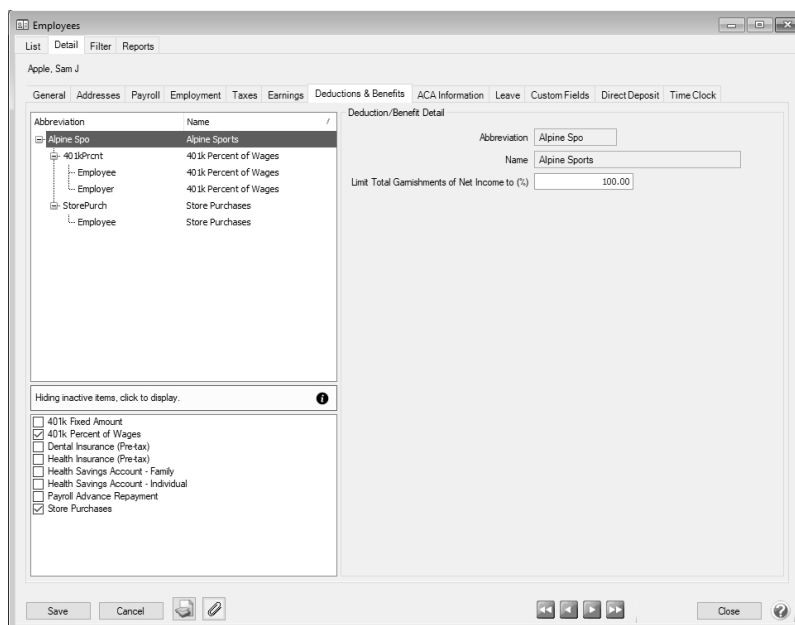 Employees
List Detail Filter Reports
Apple, Sam J
General Addresses Payroll Employment Taxes Earnings Deductions & Benefits ACA Information Leave Custom Fields Direct Deposit Time Clock
Abbreviation Name /
Alpine Spo Alpine Sports
401kPrcnt 401k Percent of Wages
Employee 401k Percent of Wages
Employer 401k Percent of Wages
StorePurch Store Purchases
Employee Store Purchases
Deduction/Benefit Detail
Abbreviation Alpine Spo
Name Alpine Sports
Limit Total Garnishments of Net Income to (%) 100.00
Hiding inactive items, click to display.
401k Fixed Amount
401k Percent of Wages
Dental Insurance (Pre-tax)
Health Insurance (Pre-tax)
Health Savings Account - Family
Health Savings Account - Individual
Payroll Advance Repayment
Store Purchases
Save Cancel Close